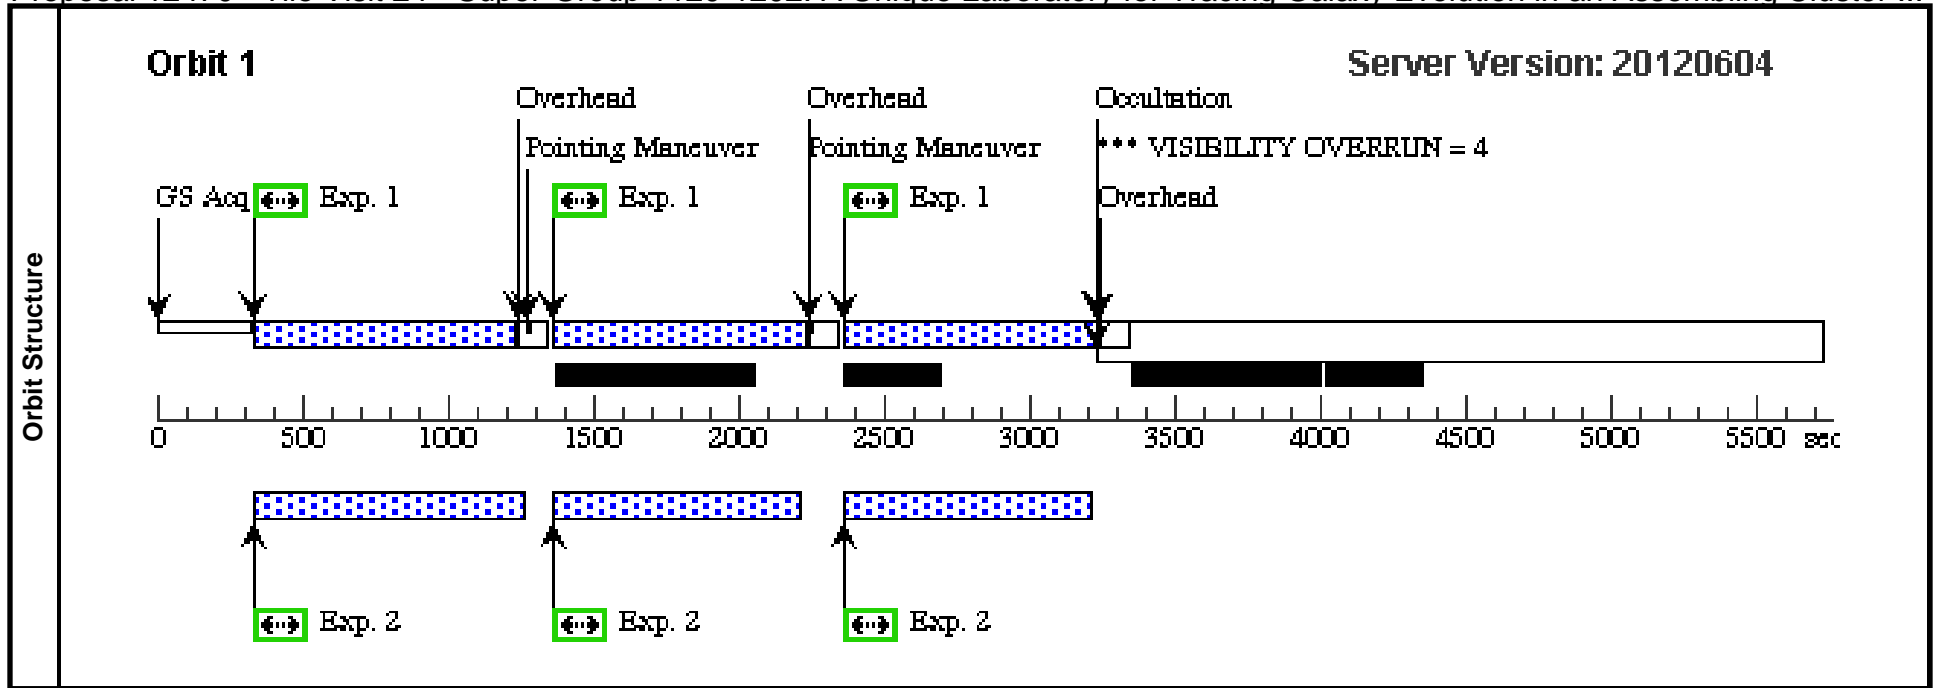 Orbit Structure
Orbit 1
Server Version: 20120604
Overhead Overhead Occultation
Pointing Maneuver Pointing Maneuver *** VISIBILITY OVERRUN = 4
GS Acq Exp. 1 Exp. 1 Exp. 1 Overhead
0 500 1000 1500 2000 2500 3000 3500 4000 4500 5000 5500 sec
Exp. 2 Exp. 2 Exp. 2